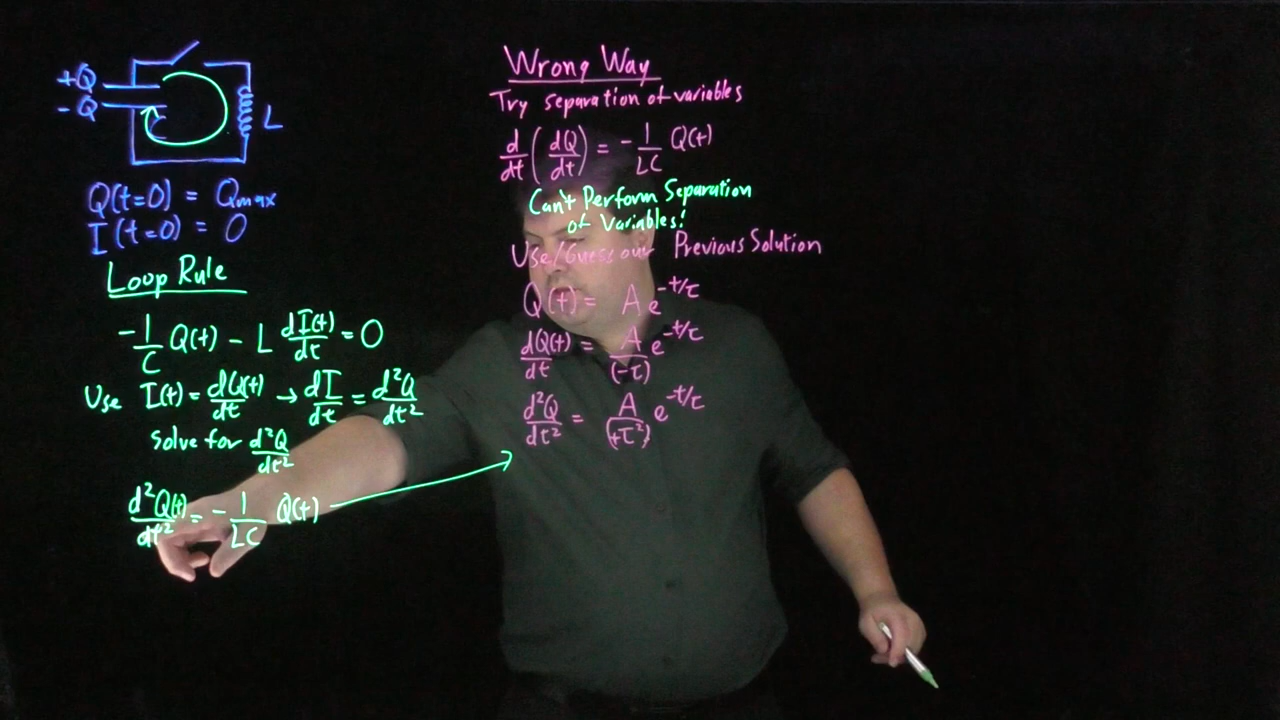 +Q
-Q
C
L
Q(t=0) = Qmax
I(t=0) = 0
Loop Rule
-1/C Q(t) - L dI(t)/dt = 0
Use I(t) = dQ(t)/dt → dI/dt = d²Q/dt²
solve for d²Q/dt²
d²Q(t)/dt² = -1/LC Q(t)
Wrong Way
Try separation of variables
d/dt (dQ/dt) = -1/LC Q(t)
Can't Perform Separation
of Variables!
Use/Guess our Previous Solution
Q(t) = A e^-t/τ
dQ(t)/dt = A/(-τ) e^-t/τ
d²Q/dt² = A/(+τ²) e^-t/τ